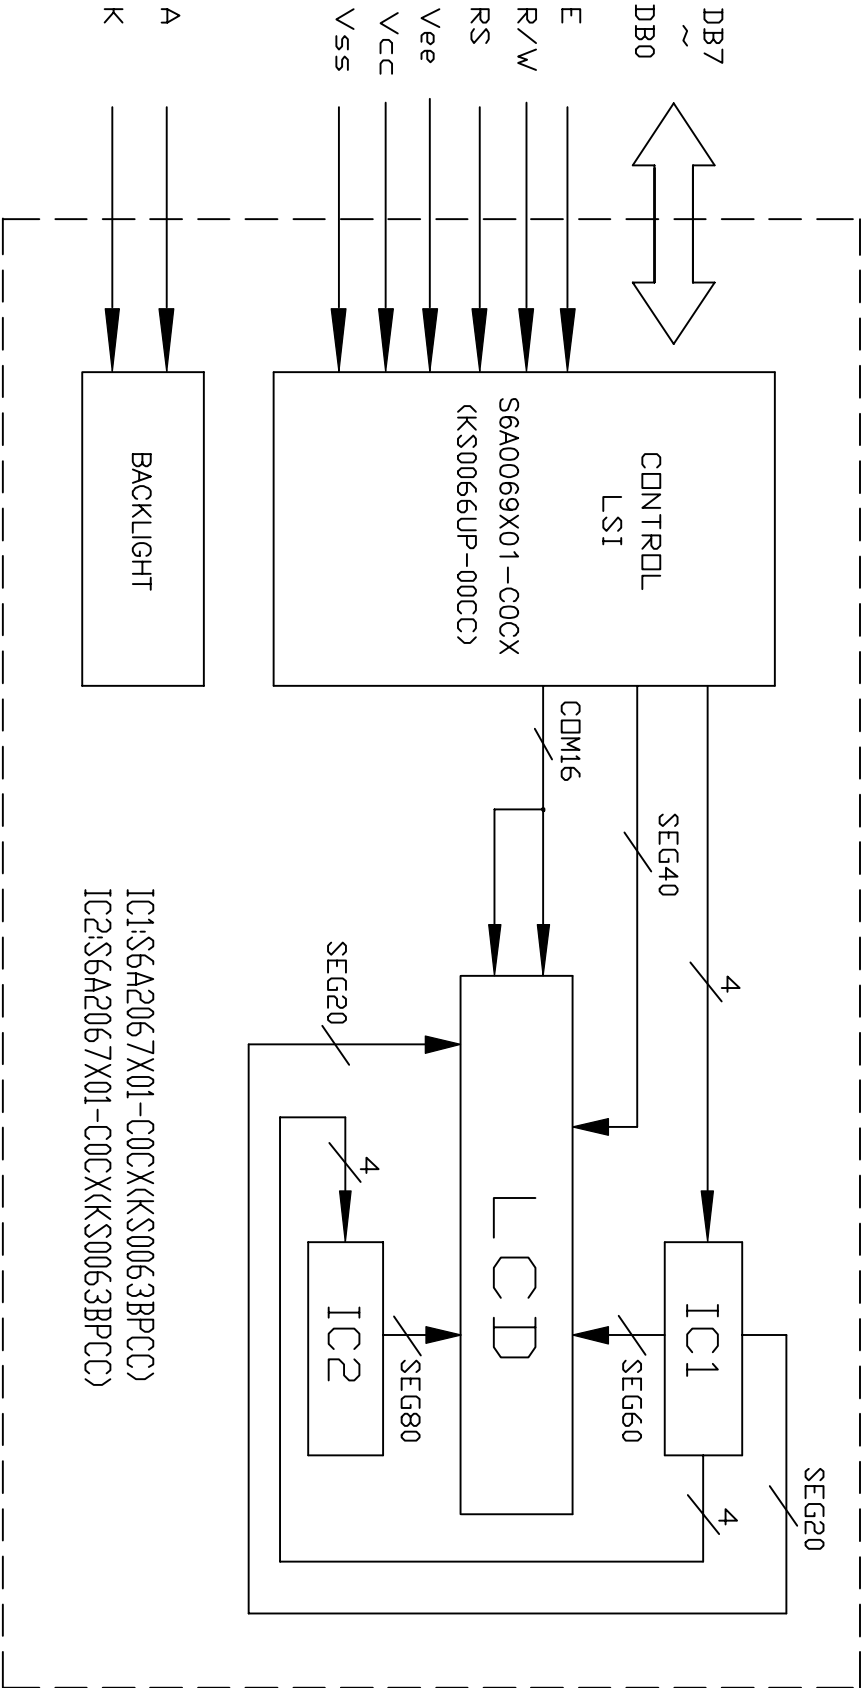 DB7
~
DB0
E
R/W
RS
Vee
Vcc
Vss
A
K
CONTROL
LSI
S6A0069X01-C0CX
(KS0066UP-00CC)
BACKLIGHT
4
SEG40
COM16
SEG20
4
LCD
IC1
IC2
SEG60
SEG80
SEG20
4
IC1:S6A2067X01-C0CX(KS0063BPCC)
IC2:S6A2067X01-C0CX(KS0063BPCC)